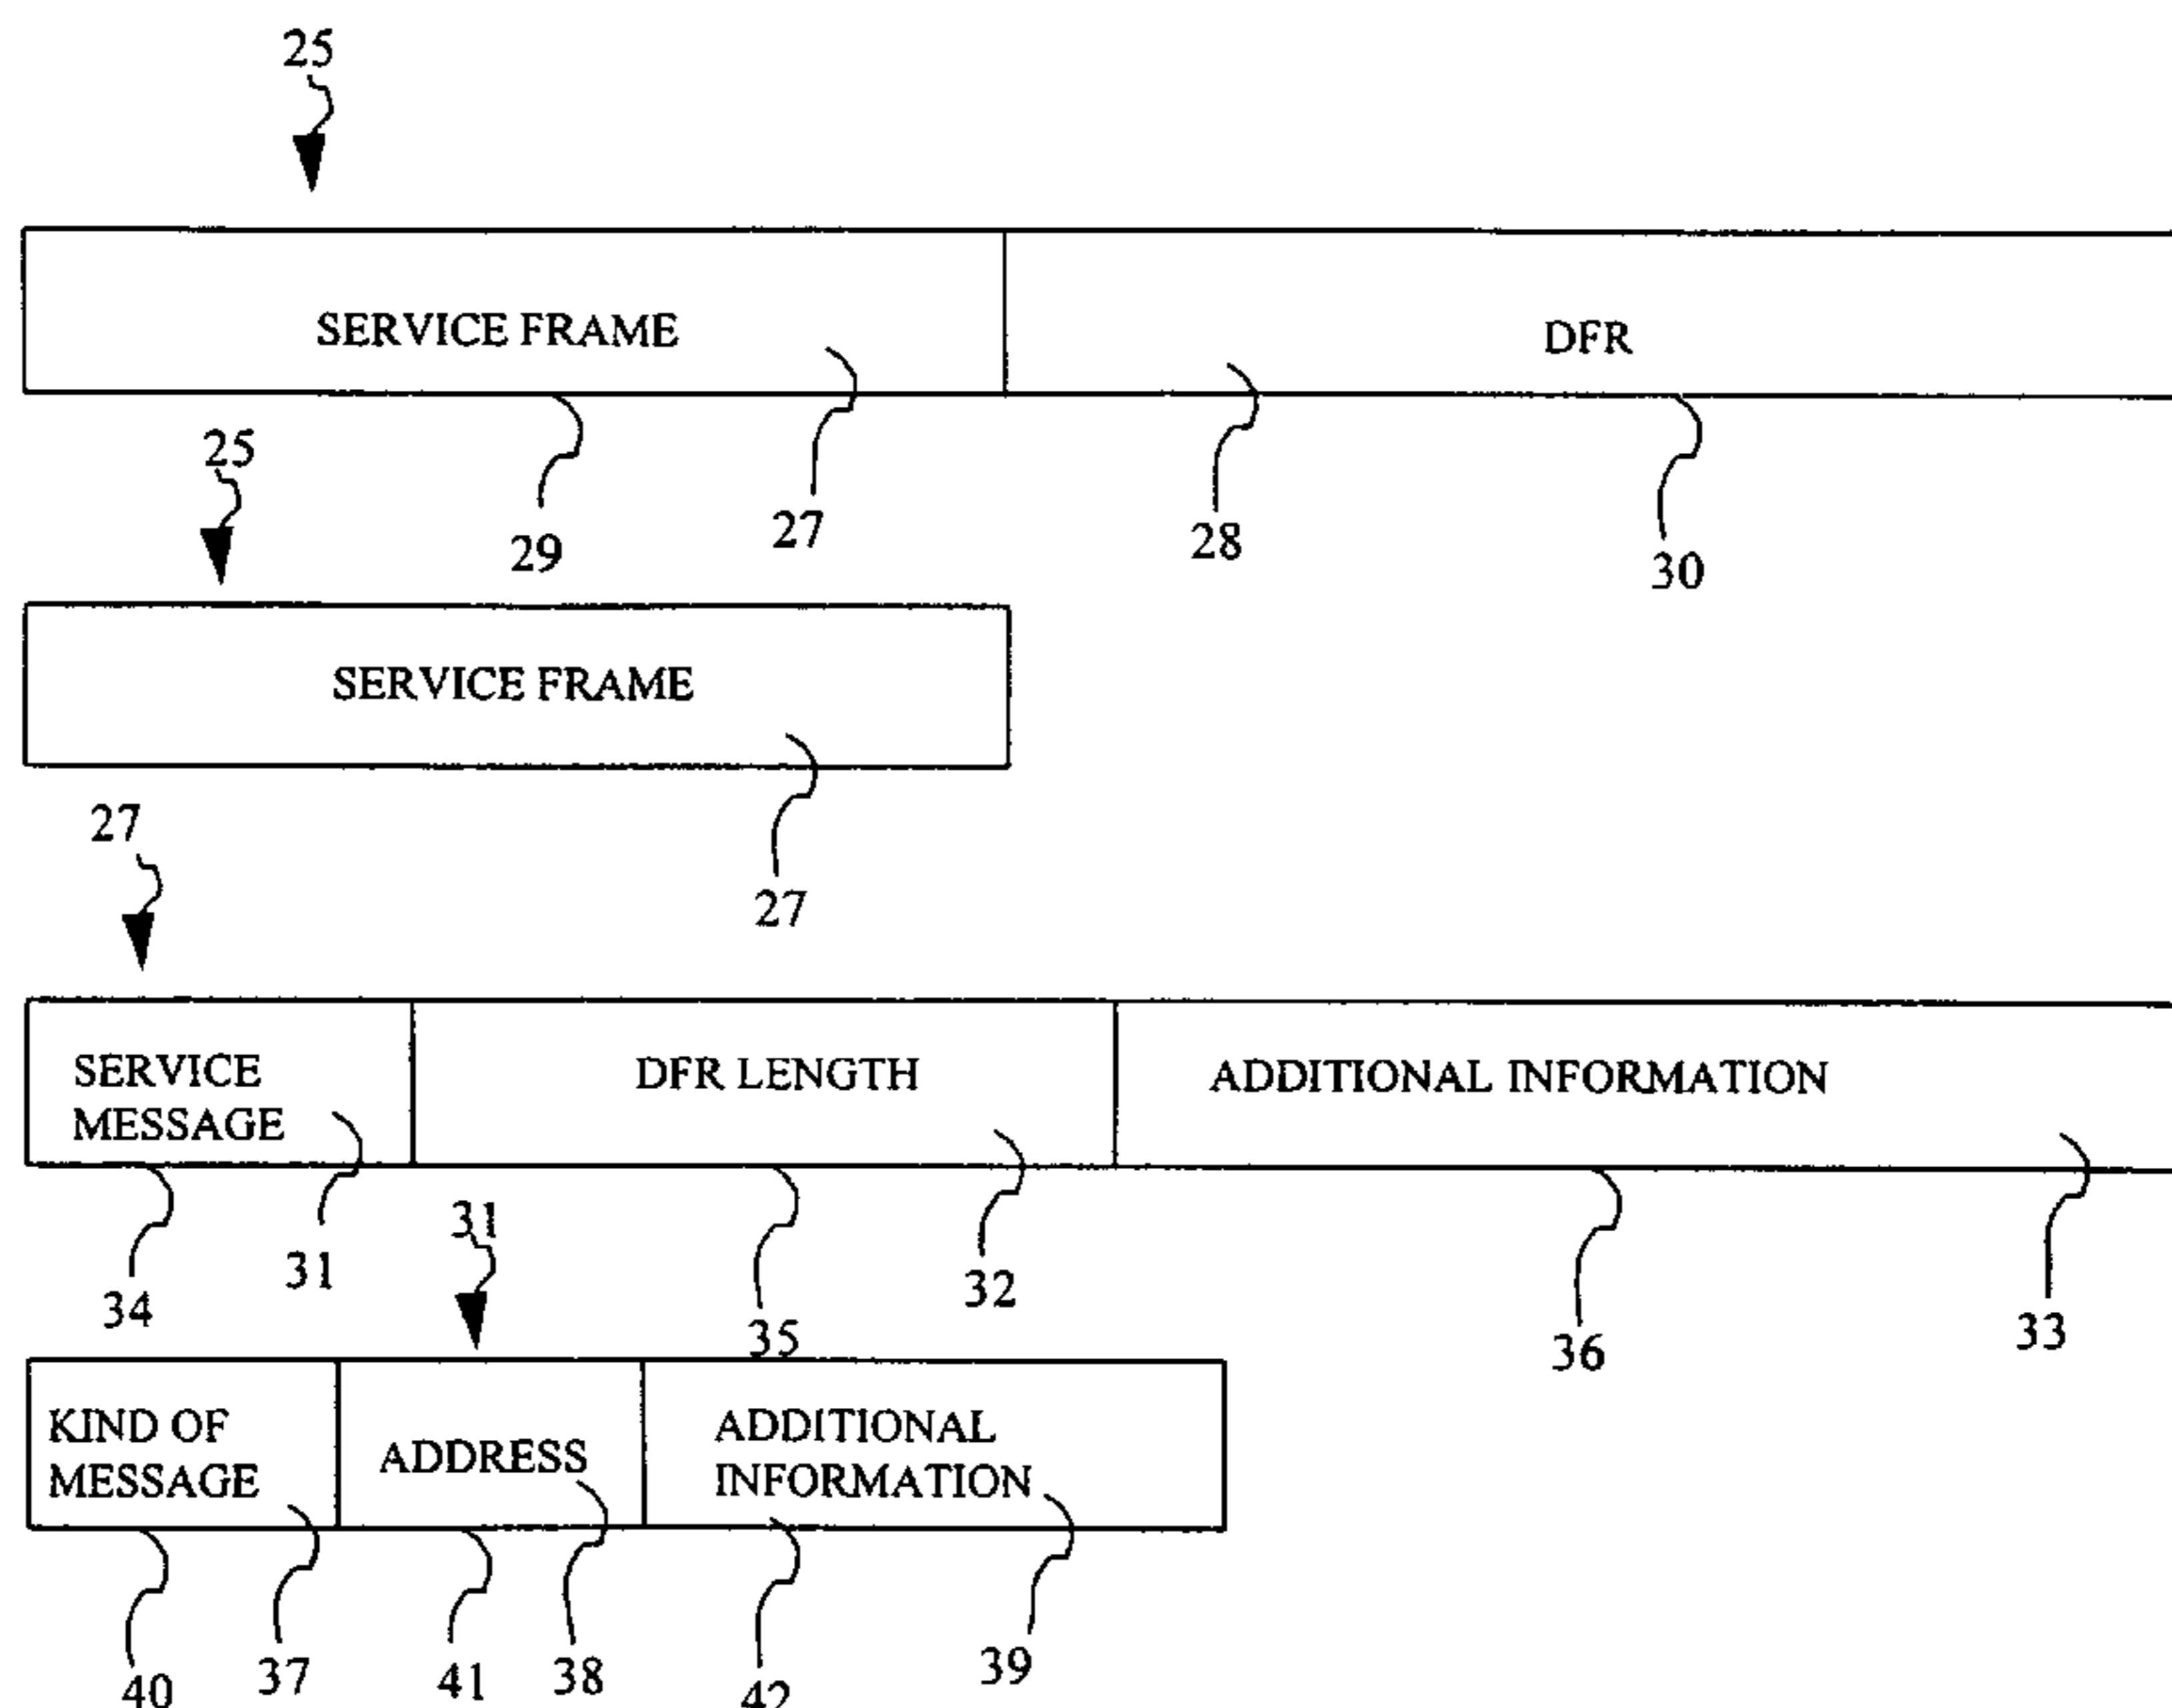 25
SERVICE FRAME
DFR
29
27
28
30
25
SERVICE FRAME
27
27
SERVICE
MESSAGE
DFR LENGTH
ADDITIONAL INFORMATION
34
31
31
35
32
36
33
KIND OF
MESSAGE
ADDRESS
ADDITIONAL
INFORMATION
40
37
41
38
42
39